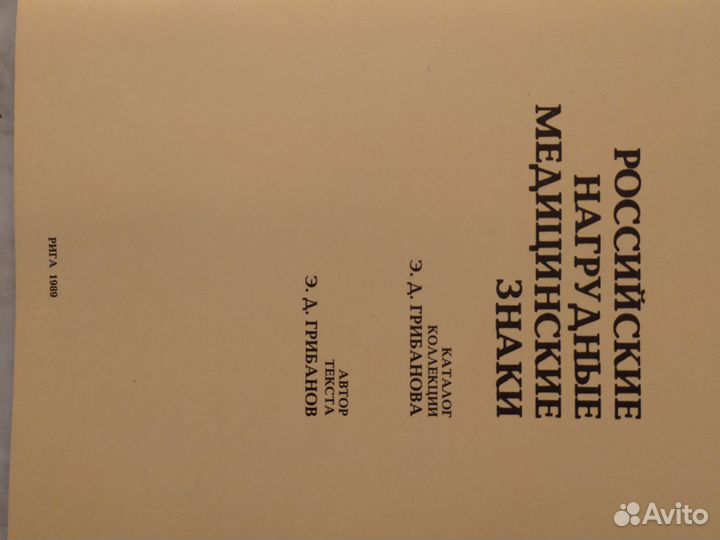 РОССИЙСКИЕ
НАГРУДНЫЕ
МЕДИЦИНСКИЕ
ЗНАКИ
КАТАЛОГ
КОЛЛЕКЦИИ
Э. Д. ГРИБАНОВА
АВТОР
ТЕКСТА
Э. Д. ГРИБАНОВ
РИГА 1989
Avito